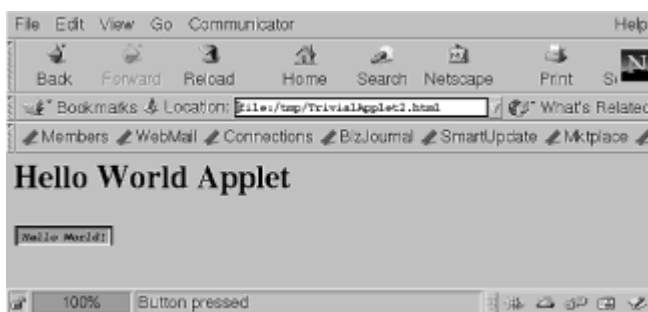 File Edit View Go Communicator Help
Back Forward Reload Home Search Netscape Print
N
Bookmarks Location: file:/tmp/TrivialApplet2.html What's Related
Members WebMail Connections BizJournal SmartUpdate Mktplace
Hello World Applet
Hello World!
100% Button pressed